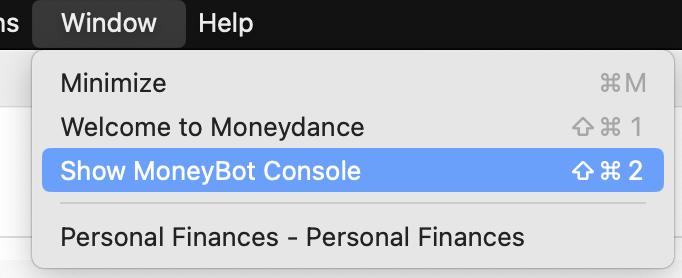 ns Window Help
Minimize ⌘M
Welcome to Moneydance ⇧⌘ 1
Show MoneyBot Console ⇧⌘ 2
Personal Finances - Personal Finances